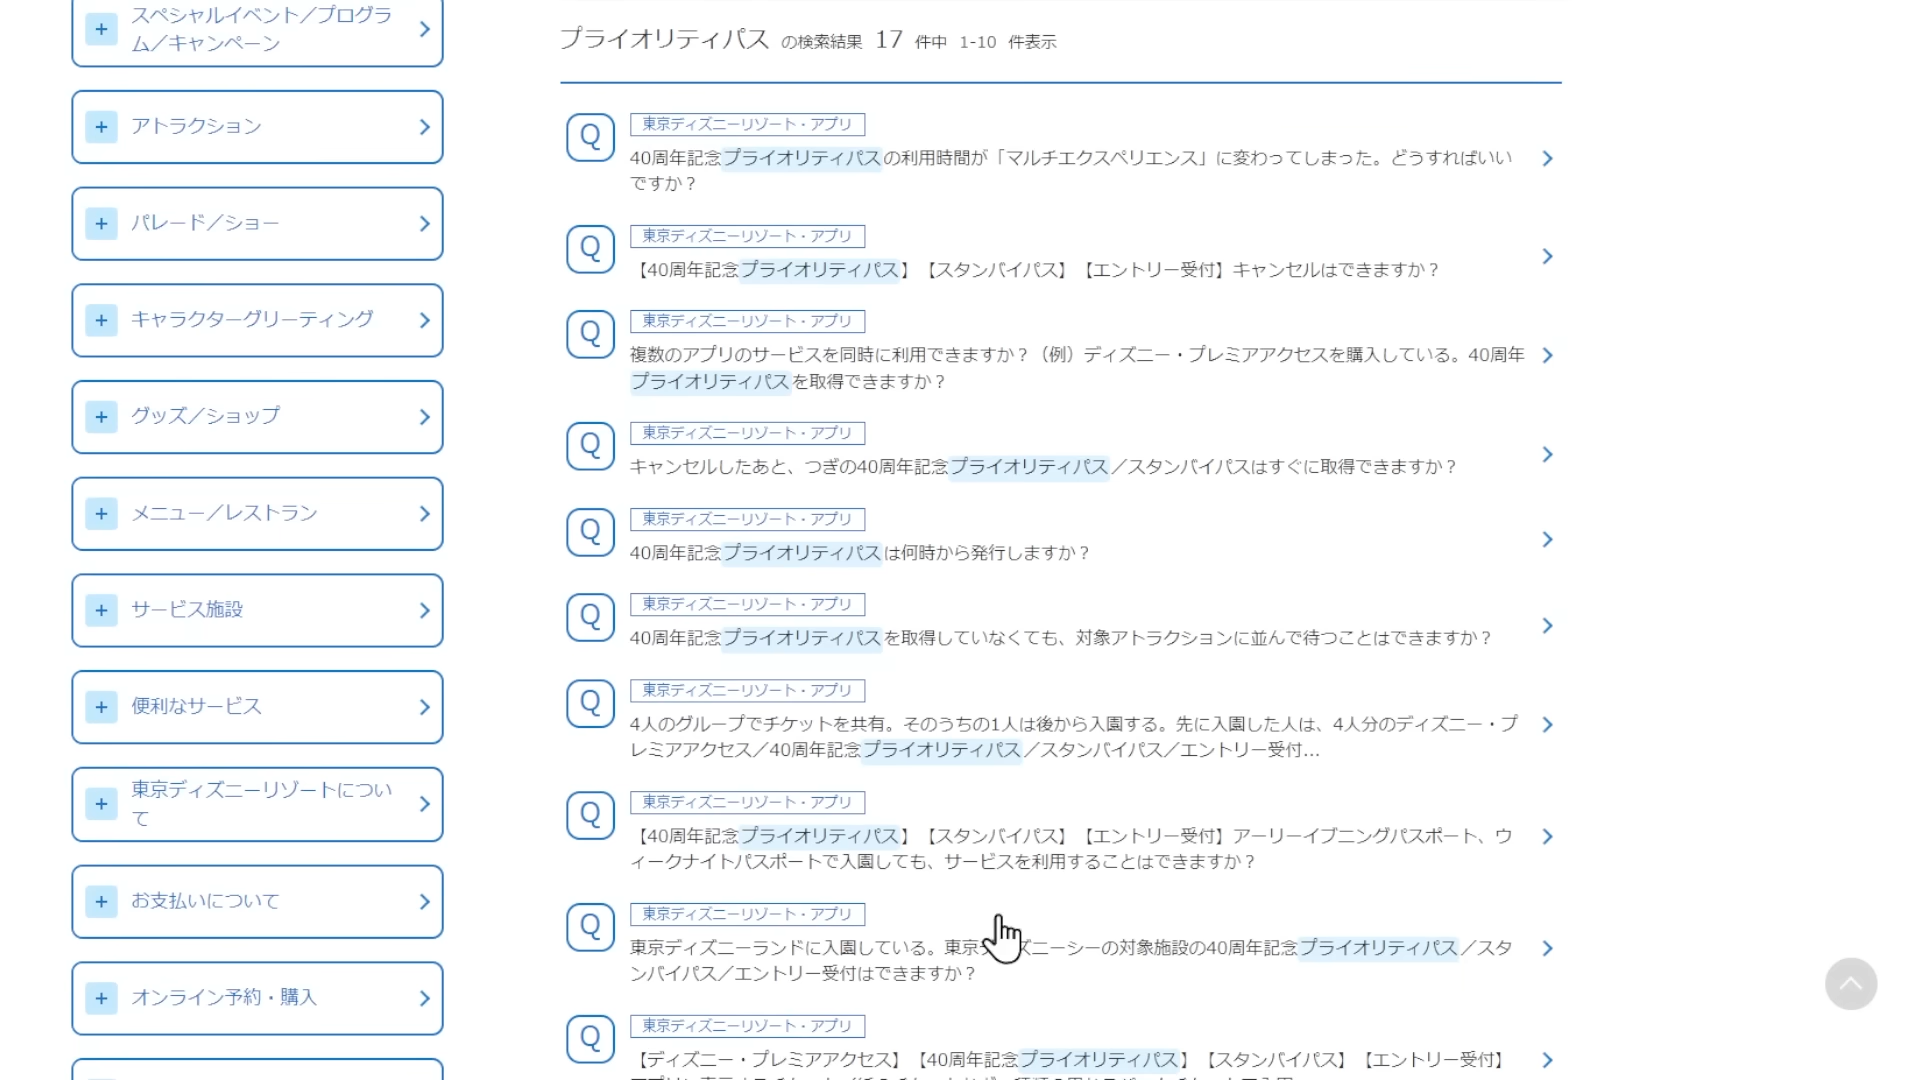 スペシャルイベント／プログラ
ム／キャンペーン
アトラクション
パレード／ショー
キャラクターグリーティング
グッズ／ショップ
メニュー／レストラン
サービス施設
便利なサービス
東京ディズニーリゾートについ
て
お支払いについて
オンライン予約・購入
プライオリティパス の検索結果 17 件中 1-10 件表示
Q 東京ディズニーリゾート・アプリ
40周年記念プライオリティパスの利用時間が「マルチエクスペリエンス」に変わってしまった。どうすればいい
ですか？
Q 東京ディズニーリゾート・アプリ
【40周年記念プライオリティパス】【スタンバイパス】【エントリー受付】キャンセルはできますか？
Q 東京ディズニーリゾート・アプリ
複数のアプリのサービスを同時に利用できますか？（例）ディズニー・プレミアアクセスを購入している。40周年
プライオリティパスを取得できますか？
Q 東京ディズニーリゾート・アプリ
キャンセルしたあと、つぎの40周年記念プライオリティパス／スタンバイパスはすぐに取得できますか？
Q 東京ディズニーリゾート・アプリ
40周年記念プライオリティパスは何時から発行しますか？
Q 東京ディズニーリゾート・アプリ
40周年記念プライオリティパスを取得していなくても、対象アトラクションに並んで待つことはできますか？
Q 東京ディズニーリゾート・アプリ
4人のグループでチケットを共有。そのうちの1人は後から入園する。先に入園した人は、4人分のディズニー・プ
レミアアクセス／40周年記念プライオリティパス／スタンバイパス／エントリー受付...
Q 東京ディズニーリゾート・アプリ
【40周年記念プライオリティパス】【スタンバイパス】【エントリー受付】アーリーイブニングパスポート、ウ
ィークナイトパスポートで入園しても、サービスを利用することはできますか？
Q 東京ディズニーリゾート・アプリ
東京ディズニーランドに入園している。東京ディズニーシーの対象施設の40周年記念プライオリティパス／スタ
ンバイパス／エントリー受付はできますか？
Q 東京ディズニーリゾート・アプリ
【ディズニー・プレミアアクセス】【40周年記念プライオリティパス】【スタンバイパス】【エントリー受付】